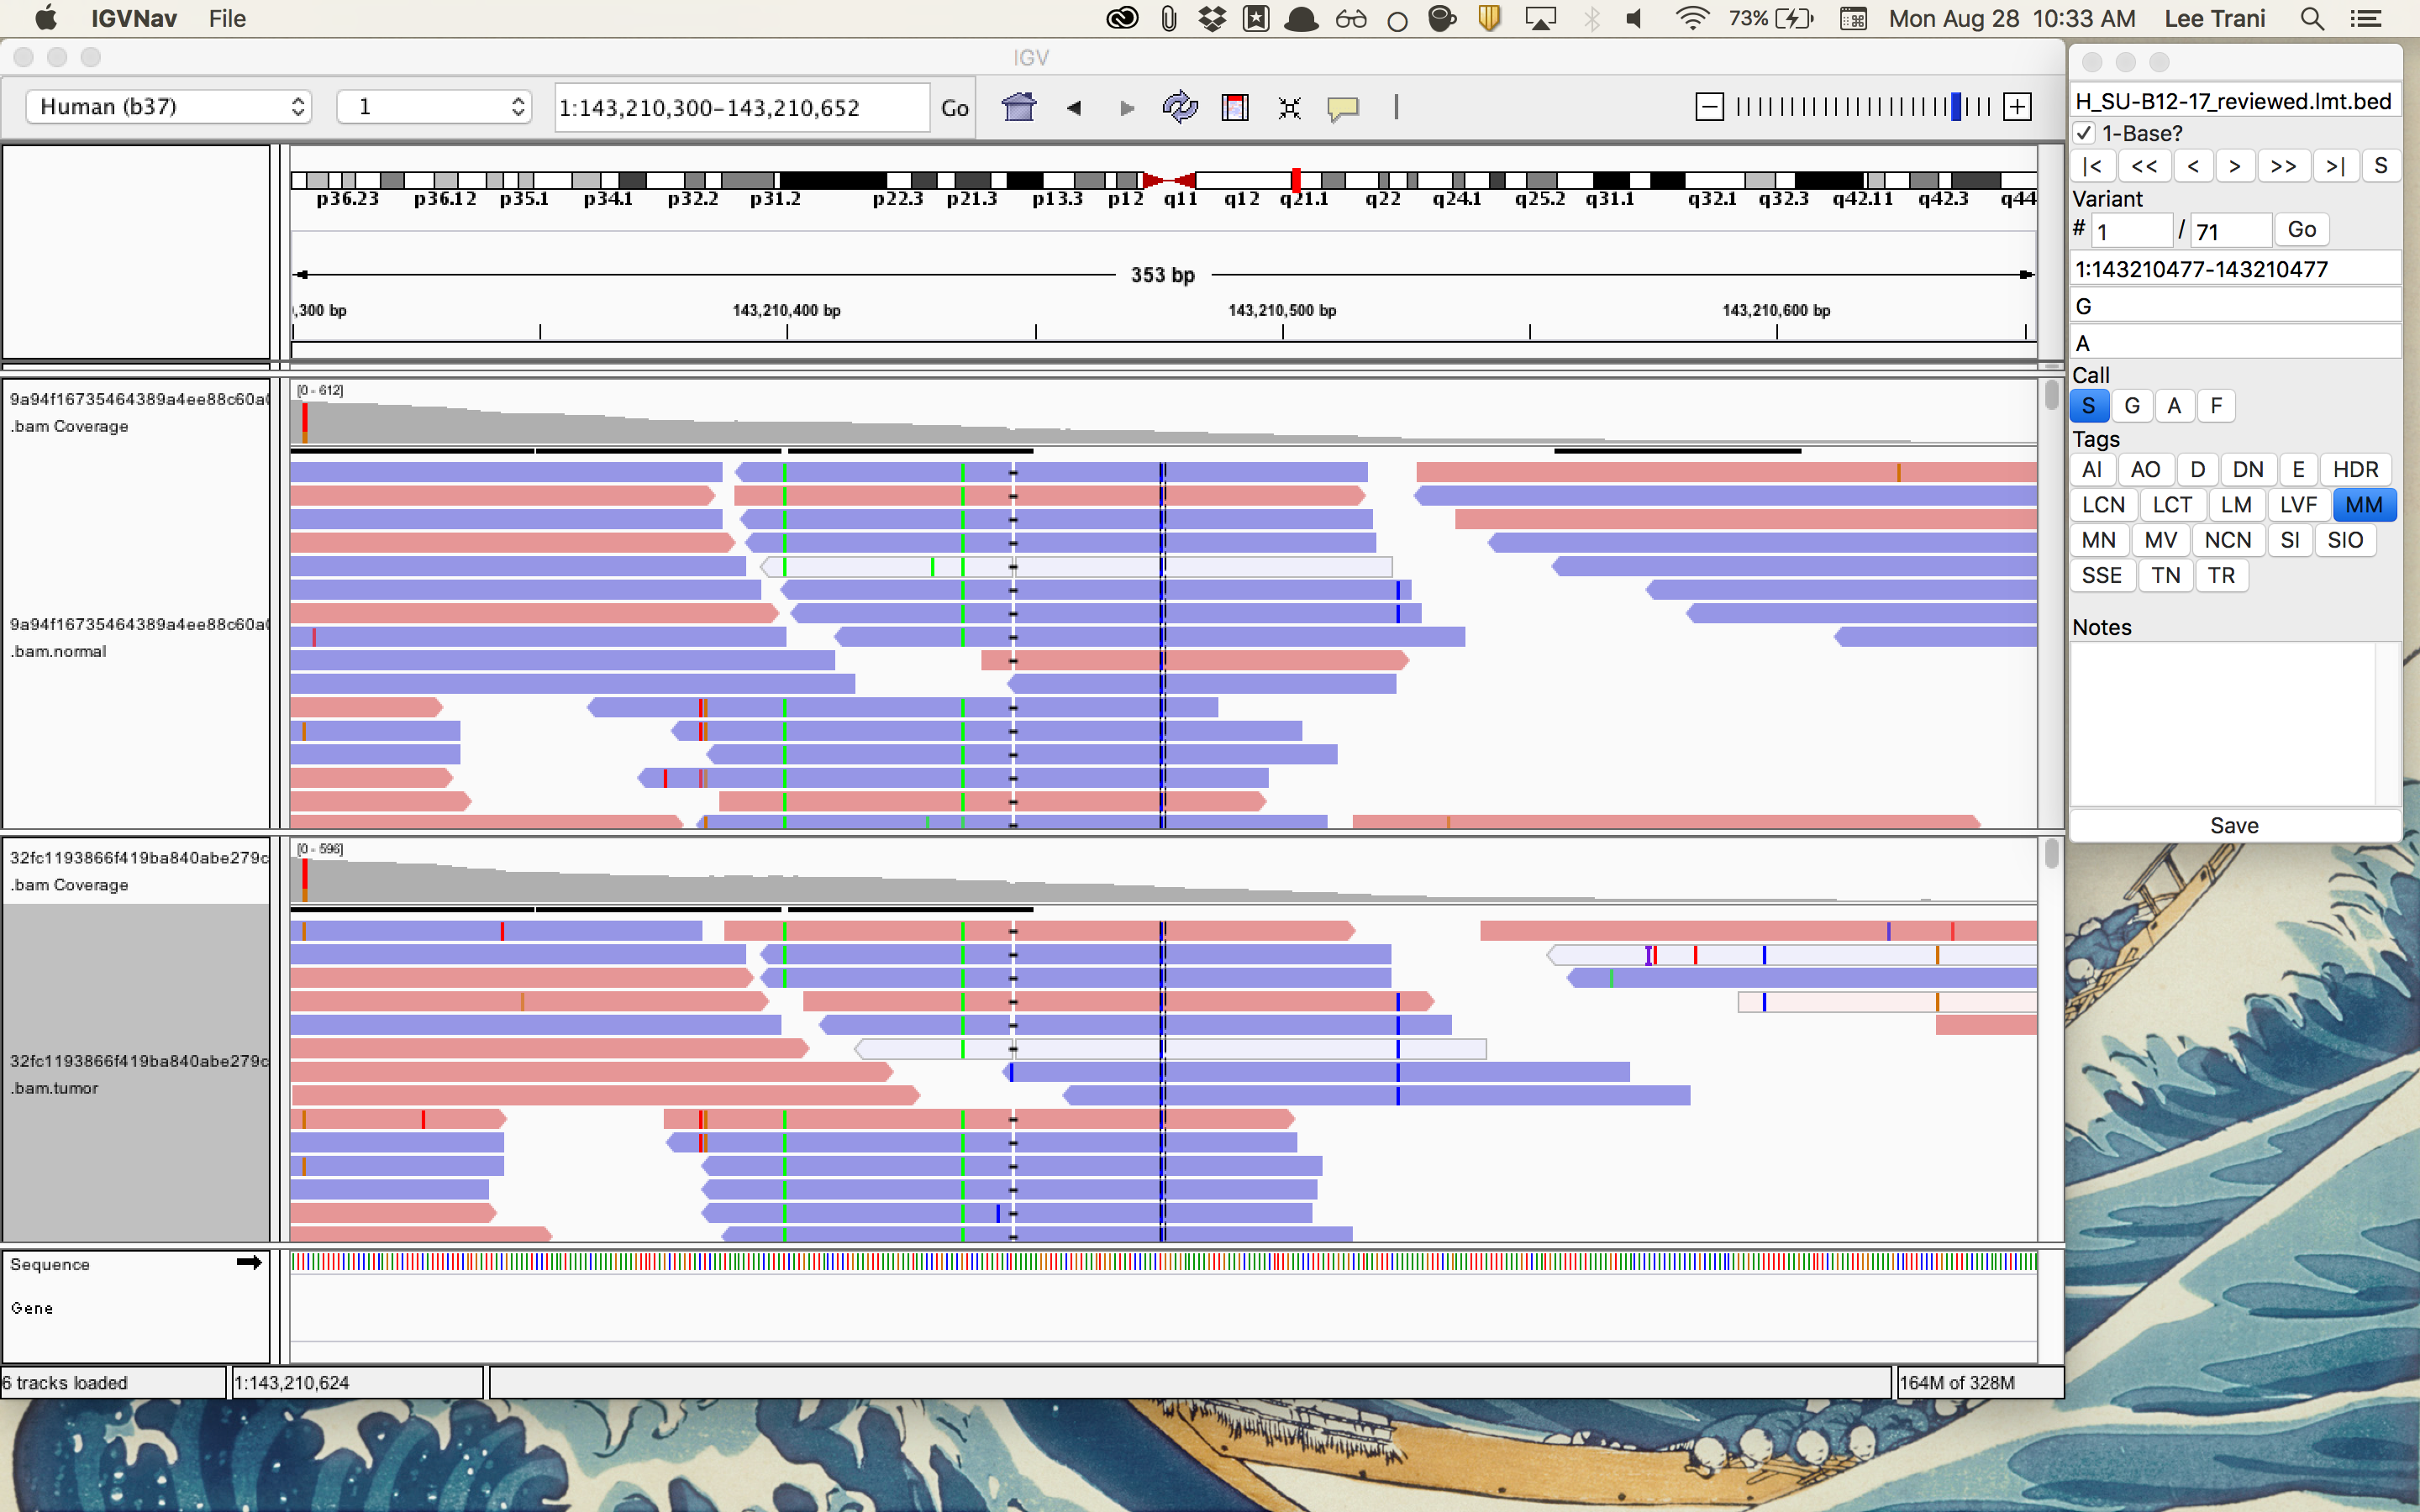 IGVNav File 73% Mon Aug 28 10:33 AM Lee Trani
IGV
Human (b37) 1 1:143,210,300-143,210,652 Go
p36.23 p36.12 p35.1 p34.1 p32.2 p31.2 p22.3 p21.3 p13.3 p12 q11 q12 q21.1 q22 q24.1 q25.2 q31.1 q32.1 q32.3 q42.11 q42.3 q44
353 bp
,300 bp 143,210,400 bp 143,210,500 bp 143,210,600 bp
[0 - 612]
9a94f16735464389a4ee88c60a
.bam Coverage
9a94f16735464389a4ee88c60a
.bam.normal
[0 - 596]
32fc1193866f419ba840abe279c
.bam Coverage
32fc1193866f419ba840abe279c
.bam.tumor
Sequence
Gene
6 tracks loaded 1:143,210,624 164M of 328M
H_SU-B12-17_reviewed.lmt.bed
1-Base?
|< << < > >> >| S
Variant
# 1 / 71 Go
1:143210477-143210477
G
A
Call
S G A F
Tags
AI AO D DN E HDR
LCN LCT LM LVF MM
MN MV NCN SI SIO
SSE TN TR
Notes
Save